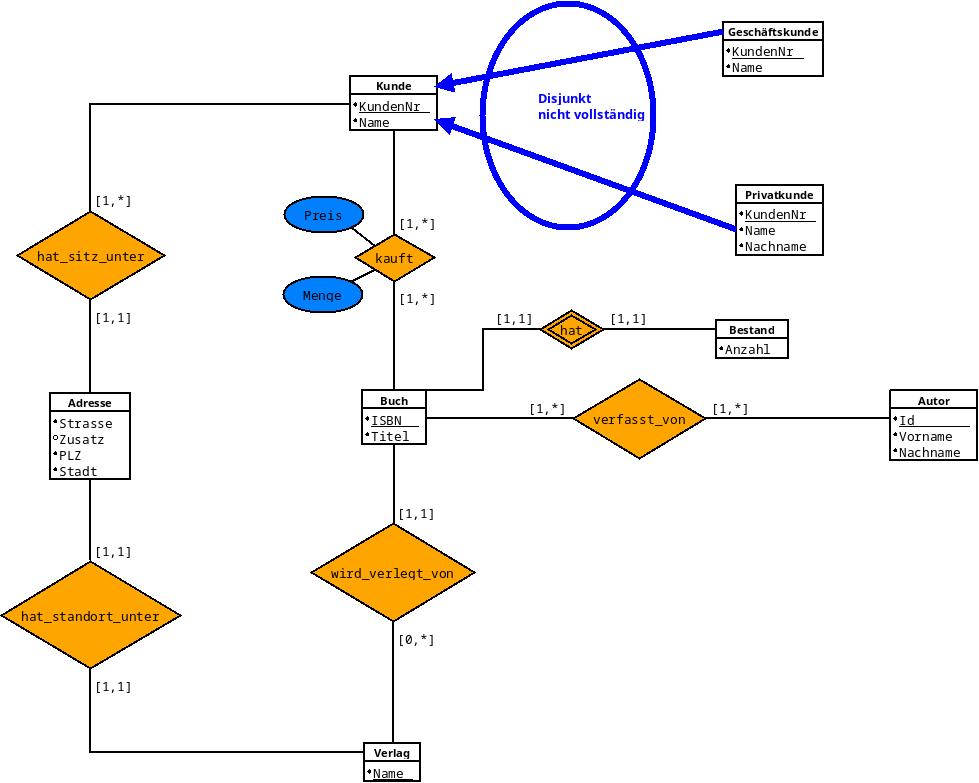 Geschäftskunde
KundenNr
Name
Kunde
KundenNr
Name
Disjunkt
nicht vollständig
Privatkunde
KundenNr
Name
Nachname
[1,*]
Preis
[1,*]
hat_sitz_unter
kauft
Menge
[1,*]
[1,1]
[1,1]
hat
[1,1]
Bestand
Anzahl
Adresse
Strasse
Zusatz
PLZ
Stadt
Buch
ISBN
Titel
[1,*]
verfasst_von
[1,*]
Autor
Id
Vorname
Nachname
[1,1]
[1,1]
wird_verlegt_von
hat_standort_unter
[0,*]
[1,1]
Verlag
Name